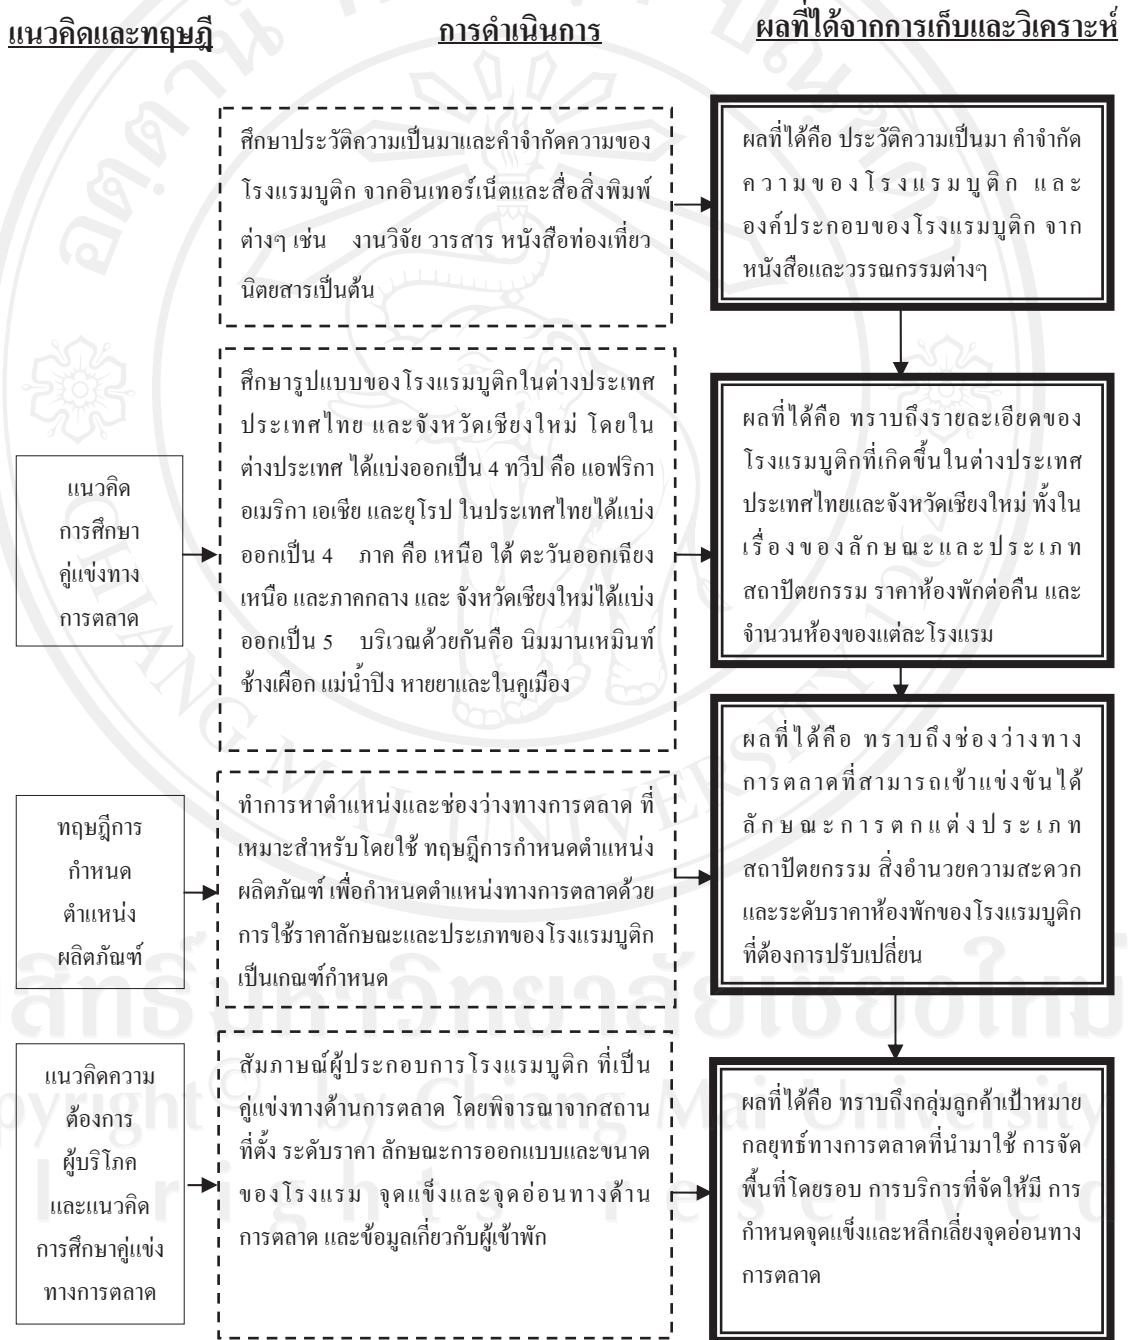 แนวคิดและทฤษฎี
การดำเนินการ
ผลที่ได้จากการเก็บและวิเคราะห์
ศึกษาประวัติความเป็นมาและคำจำกัดความของ
โรงแรมบูติก จากอินเทอร์เน็ตและสื่อสิ่งพิมพ์
ต่างๆ เช่น งานวิจัย วารสาร หนังสือท่องเที่ยว
นิตยสารเป็นต้น
ผลที่ได้คือ ประวัติความเป็นมา คำจำกัด
ความของโรงแรมบูติก และ
องค์ประกอบของโรงแรมบูติก จาก
หนังสือและวรรณกรรมต่างๆ
แนวคิด
การศึกษา
คู่แข่งทาง
การตลาด
ศึกษารูปแบบของโรงแรมบูติกในต่างประเทศ
ประเทศไทย และจังหวัดเชียงใหม่ โดยใน
ต่างประเทศ ได้แบ่งออกเป็น 4 ทวีป คือ แอฟริกา
อเมริกา เอเชีย และยุโรป ในประเทศไทยได้แบ่ง
ออกเป็น 4 ภาค คือ เหนือ ใต้ ตะวันออกเฉียง
เหนือ และภาคกลาง และ จังหวัดเชียงใหม่ได้แบ่ง
ออกเป็น 5 บริเวณด้วยกันคือ นิมมานเหมินท์
ช้างเผือก แม่น้ำปิง หายยาและในคูเมือง
ผลที่ได้คือ ทราบถึงรายละเอียดของ
โรงแรมบูติกที่เกิดขึ้นในต่างประเทศ
ประเทศไทยและจังหวัดเชียงใหม่ ทั้งใน
เรื่องของลักษณะและประเภท
สถาปัตยกรรม ราคาห้องพักต่อคืน และ
จำนวนห้องของแต่ละโรงแรม
ทฤษฎีการ
กำหนด
ตำแหน่ง
ผลิตภัณฑ์
ทำการหาตำแหน่งและช่องว่างทางการตลาด ที่
เหมาะสำหรับโดยใช้ ทฤษฎีการกำหนดตำแหน่ง
ผลิตภัณฑ์ เพื่อกำหนดตำแหน่งทางการตลาดด้วย
การใช้ราคาลักษณะและประเภทของโรงแรมบูติก
เป็นเกณฑ์กำหนด
ผลที่ได้คือ ทราบถึงช่องว่างทาง
การตลาดที่สามารถเข้าแข่งขันได้
ลักษณะการตกแต่งประเภท
สถาปัตยกรรม สิ่งอำนวยความสะดวก
และระดับราคาห้องพักของโรงแรมบูติก
ที่ต้องการปรับเปลี่ยน
แนวคิดความ
ต้องการ
ผู้บริโภค
และแนวคิด
การศึกษาคู่แข่ง
ทางการตลาด
สัมภาษณ์ผู้ประกอบการโรงแรมบูติก ที่เป็น
คู่แข่งทางด้านการตลาด โดยพิจารณาจากสถาน
ที่ตั้ง ระดับราคา ลักษณะการออกแบบและขนาด
ของโรงแรม จุดแข็งและจุดอ่อนทางด้าน
การตลาด และข้อมูลเกี่ยวกับผู้เข้าพัก
ผลที่ได้คือ ทราบถึงกลุ่มลูกค้าเป้าหมาย
กลยุทธ์ทางการตลาดที่นำมาใช้ การจัด
พื้นที่โดยรอบ การบริการที่จัดให้มี การ
กำหนดจุดแข็งและหลีกเลี่ยงจุดอ่อนทาง
การตลาด